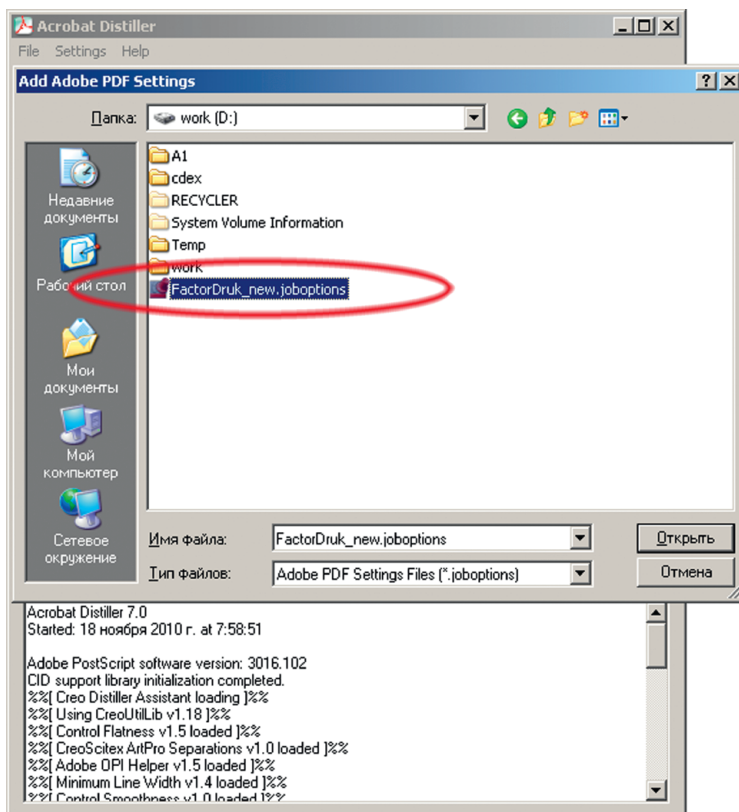 Acrobat Distiller
File Settings Help
Add Adobe PDF Settings
Папка:
work (D:)
A1
cdex
RECYCLER
System Volume Information
Temp
work
FactorDruk_new.joboptions
Недавние
документы
Рабочий стол
Мои
документы
Мой
компьютер
Сетевое
окружение
Имя файла:
FactorDruk_new.joboptions
Открыть
Тип файлов:
Adobe PDF Settings Files (*.joboptions)
Отмена
Acrobat Distiller 7.0
Started: 18 ноября 2010 г. at 7:58:51
Adobe PostScript software version: 3016.102
CID support library initialization completed.
%%[ Creo Distiller Assistant loading ]%%
%%[ Using CreoUtilLib v1.18 ]%%
%%[ Control Flatness v1.5 loaded ]%%
%%[ CreoScitex ArtPro Separations v1.0 loaded ]%%
%%[ Adobe OPI Helper v1.5 loaded ]%%
%%[ Minimum Line Width v1.4 loaded ]%%
%%[ Control Smoothness v1.0 loaded ]%%